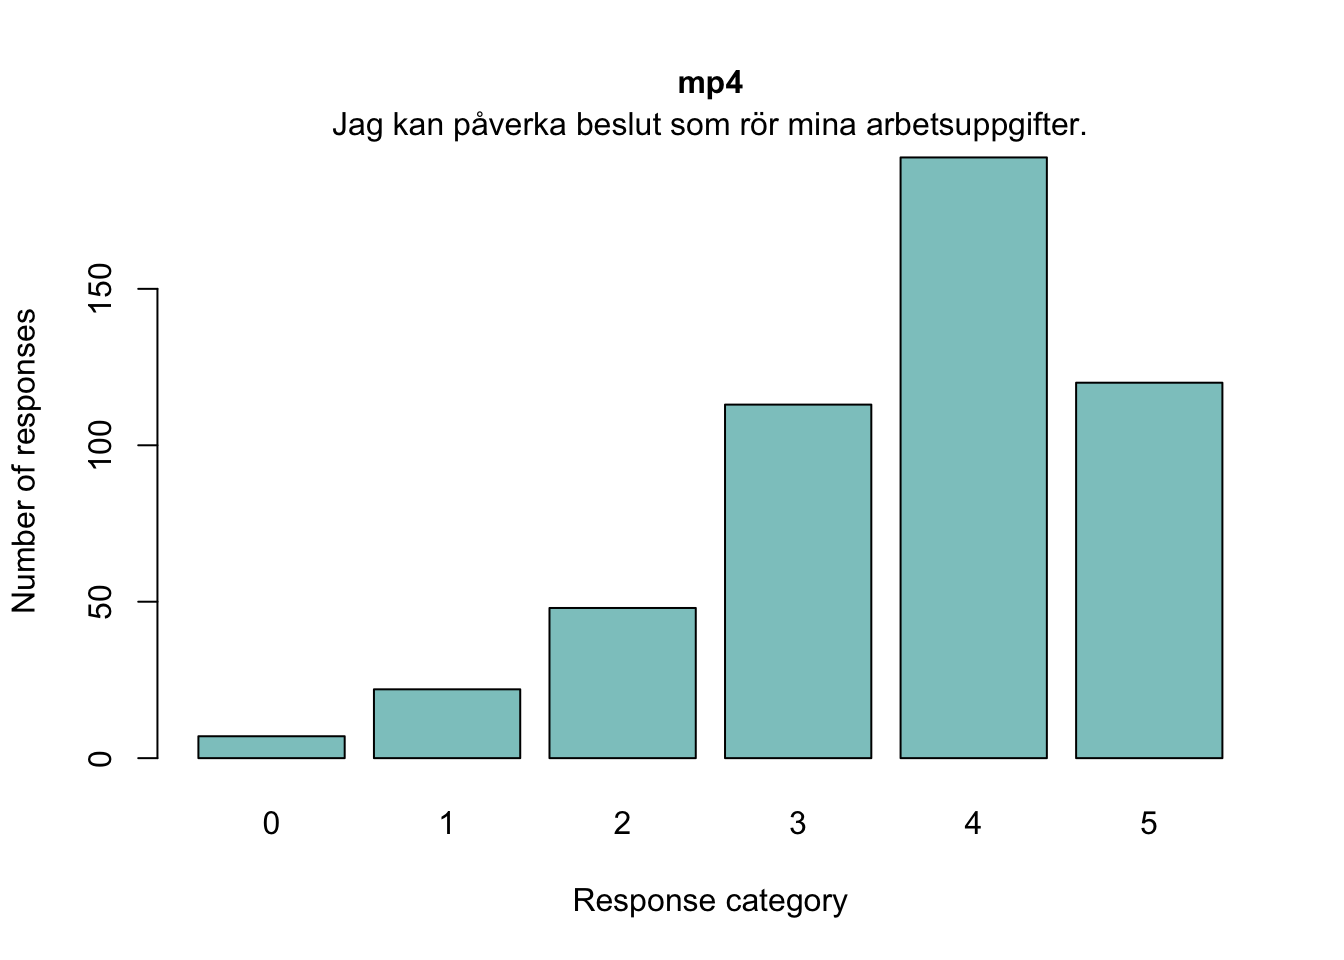 mp4
Jag kan påverka beslut som rör mina arbetsuppgifter.
Number of responses
150
100
50
0
0 1 2 3 4 5
Response category